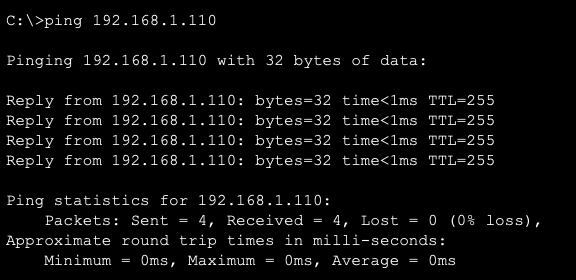 C:\>ping 192.168.1.110
Pinging 192.168.1.110 with 32 bytes of data:
Reply from 192.168.1.110: bytes=32 time<1ms TTL=255
Reply from 192.168.1.110: bytes=32 time<1ms TTL=255
Reply from 192.168.1.110: bytes=32 time<1ms TTL=255
Reply from 192.168.1.110: bytes=32 time<1ms TTL=255
Ping statistics for 192.168.1.110:
    Packets: Sent = 4, Received = 4, Lost = 0 (0% loss),
Approximate round trip times in milli-seconds:
    Minimum = 0ms, Maximum = 0ms, Average = 0ms